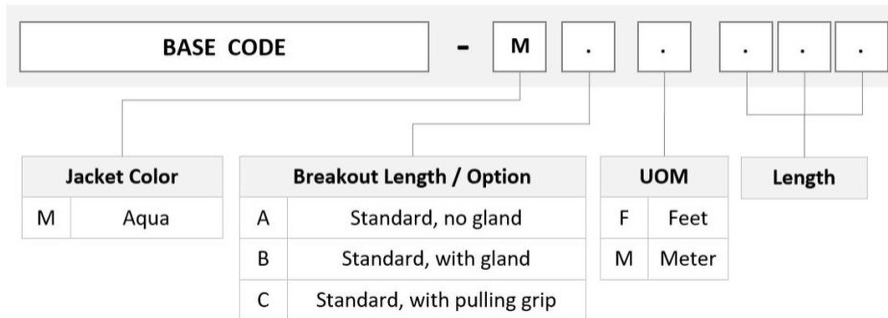 BASE CODE - M . . . . .
Jacket Color Breakout Length / Option UOM Length
M Aqua A Standard, no gland F Feet
B Standard, with gland M Meter
C Standard, with pulling grip